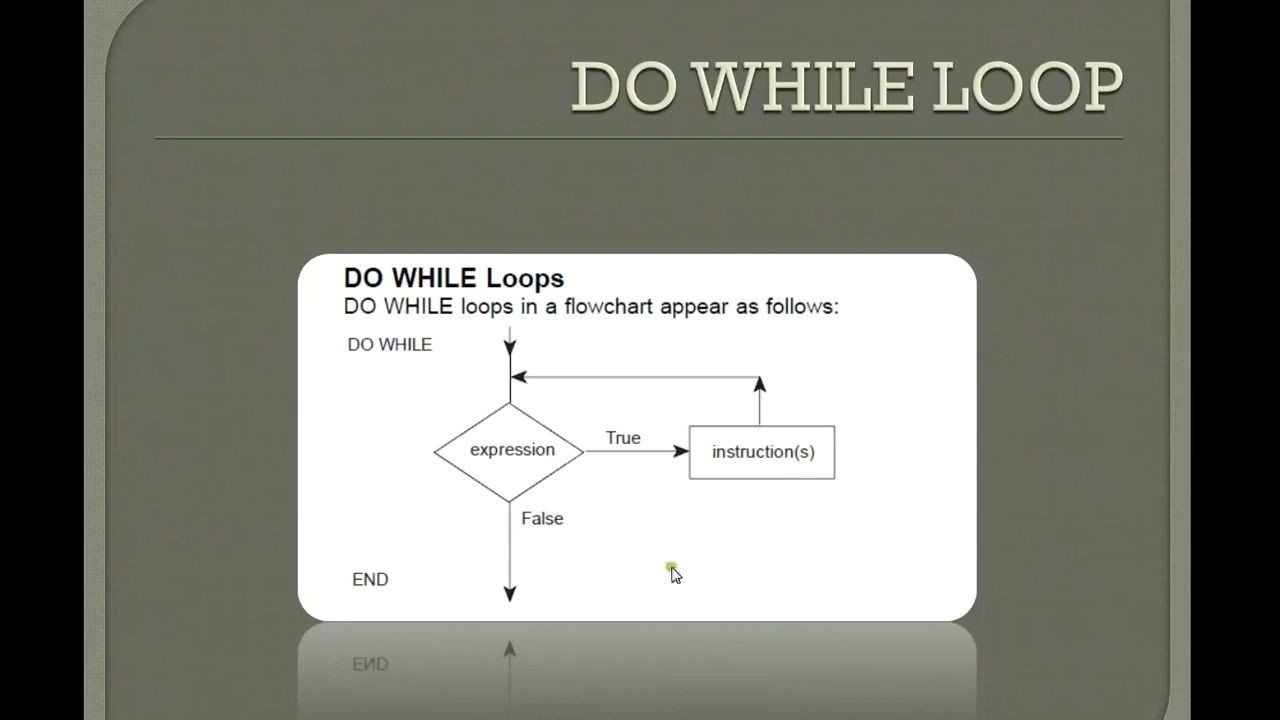 DO WHILE LOOP
DO WHILE Loops
DO WHILE loops in a flowchart appear as follows:
DO WHILE
True
expression
instruction(s)
False
END
END